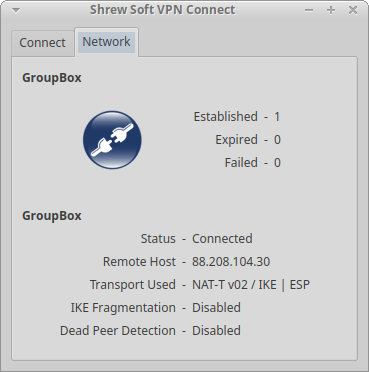 Shrew Soft VPN Connect
Connect Network
GroupBox
Established - 1
Expired - 0
Failed - 0
GroupBox
Status - Connected
Remote Host - 88.208.104.30
Transport Used - NAT-T v02 / IKE | ESP
IKE Fragmentation - Disabled
Dead Peer Detection - Disabled